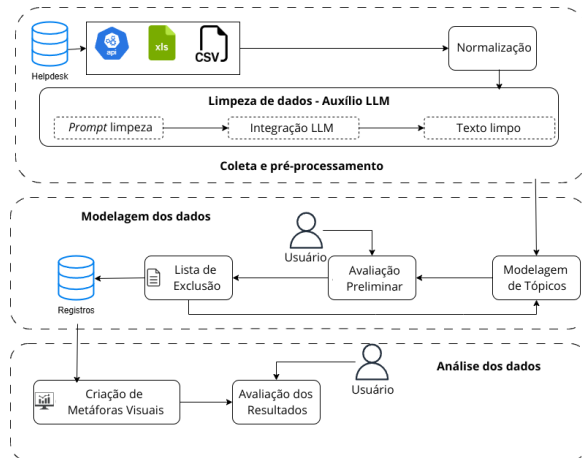 api
xls
CSV
Normalização
Helpdesk
Limpeza de dados - Auxílio LLM
Prompt limpeza
Integração LLM
Texto limpo
Coleta e pré-processamento
Modelagem dos dados
Usuário
Lista de
Exclusão
Avaliação
Preliminar
Modelagem
de Tópicos
Registros
Análise dos dados
Usuário
Criação de
Metáforas Visuais
Avaliação dos
Resultados